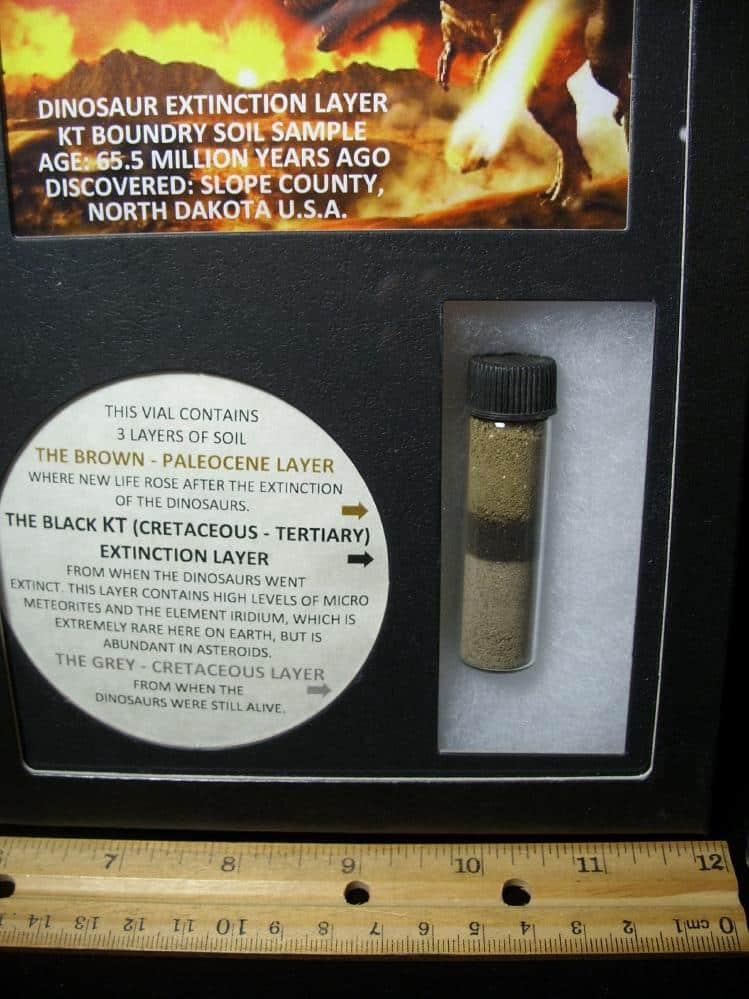 DINOSAUR EXTINCTION LAYER
KT BOUNDRY SOIL SAMPLE
AGE: 65.5 MILLION YEARS AGO
DISCOVERED: SLOPE COUNTY,
NORTH DAKOTA U.S.A.
THIS VIAL CONTAINS
3 LAYERS OF SOIL
THE BROWN - PALEOCENE LAYER
WHERE NEW LIFE ROSE AFTER THE EXTINCTION
OF THE DINOSAURS.
THE BLACK KT (CRETACEOUS - TERTIARY)
EXTINCTION LAYER
FROM WHEN THE DINOSAURS WENT
EXTINCT. THIS LAYER CONTAINS HIGH LEVELS OF MICRO
METEORITES AND THE ELEMENT IRIDIUM, WHICH IS
EXTREMELY RARE HERE ON EARTH, BUT IS
ABUNDANT IN ASTEROIDS.
THE GREY - CRETACEOUS LAYER
FROM WHEN THE
DINOSAURS WERE STILL ALIVE.
7 8 9 10 11 12
14 13 12 11 10 9 8 7 6 5 4 3 2 1 cm 0